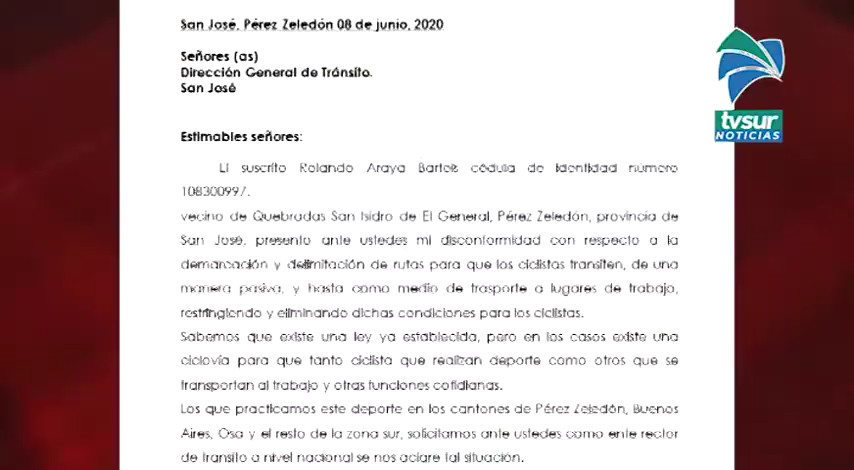 San José, Pérez Zeledón 08 de junio, 2020
Señores (as)
Dirección General de Tránsito.
San José
Estimables señores:
El suscrito Rolando Araya Bartels cédula de identidad número
108300997.
vecino de Quebradas San Isidro de El General, Pérez Zeledón, provincia de
San José, presento ante ustedes mi disconformidad con respecto a la
demarcación y delimitación de rutas para que los ciclistas transiten, de una
manera pasiva, y hasta como medio de trasporte a lugares de trabajo,
restringiendo y eliminando dichas condiciones para los ciclistas.
Sabemos que existe una ley ya establecida, pero en los casos existe una
ciclovía para que tanto ciclista que realizan deporte como otros que se
transportan al trabajo y otras funciones cotidianas.
Los que practicamos este deporte en los cantones de Pérez Zeledón, Buenos
Aires, Osa y el resto de la zona sur, solicitamos ante ustedes como ente rector
de transito a nivel nacional se nos aclare tal situación.
tvsur
NOTICIAS